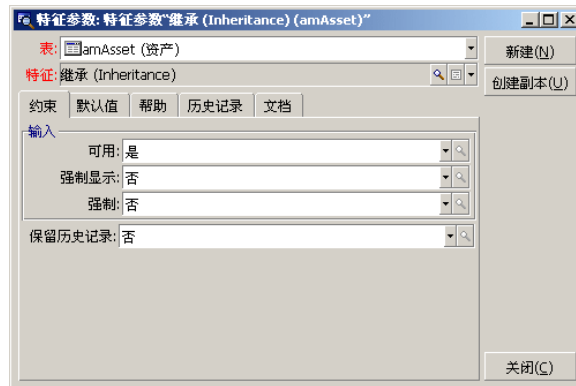 特征参数: 特征参数“继承 (Inheritance) (amAsset)”
表: amAsset (资产)
新建(N)
特征: 继承 (Inheritance)
创建副本(U)
约束 默认值 帮助 历史记录 文档
输入
可用: 是
强制显示: 否
强制: 否
保留历史记录: 否
关闭(C)